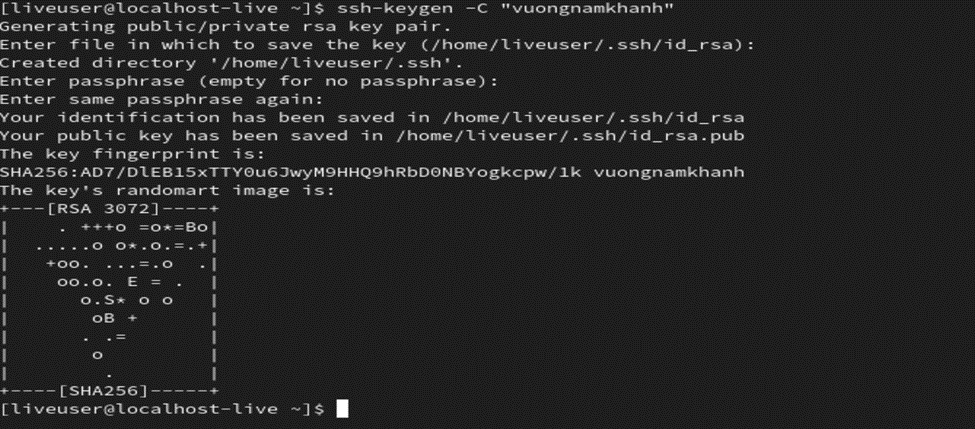 [liveuser@localhost-live ~]$ ssh-keygen -C "vuongnamkhanh"
Generating public/private rsa key pair.
Enter file in which to save the key (/home/liveuser/.ssh/id_rsa):
Created directory '/home/liveuser/.ssh'.
Enter passphrase (empty for no passphrase):
Enter same passphrase again:
Your identification has been saved in /home/liveuser/.ssh/id_rsa
Your public key has been saved in /home/liveuser/.ssh/id_rsa.pub
The key fingerprint is:
SHA256:AD7/DlEB15xTTY0u6JwyM9HHQ9hRbD0NBYogkcpw/1k vuongnamkhanh
The key's randomart image is:
+---[RSA 3072]----+
|     . +++o =o*=Bo|
|   .....o o*.o.=.+|
|    +oo. ...=.o  .|
|     oo.o. E = .  |
|       o.S* o o   |
|        oB +      |
|       . .=       |
|        o         |
|         .        |
+----[SHA256]-----+
[liveuser@localhost-live ~]$